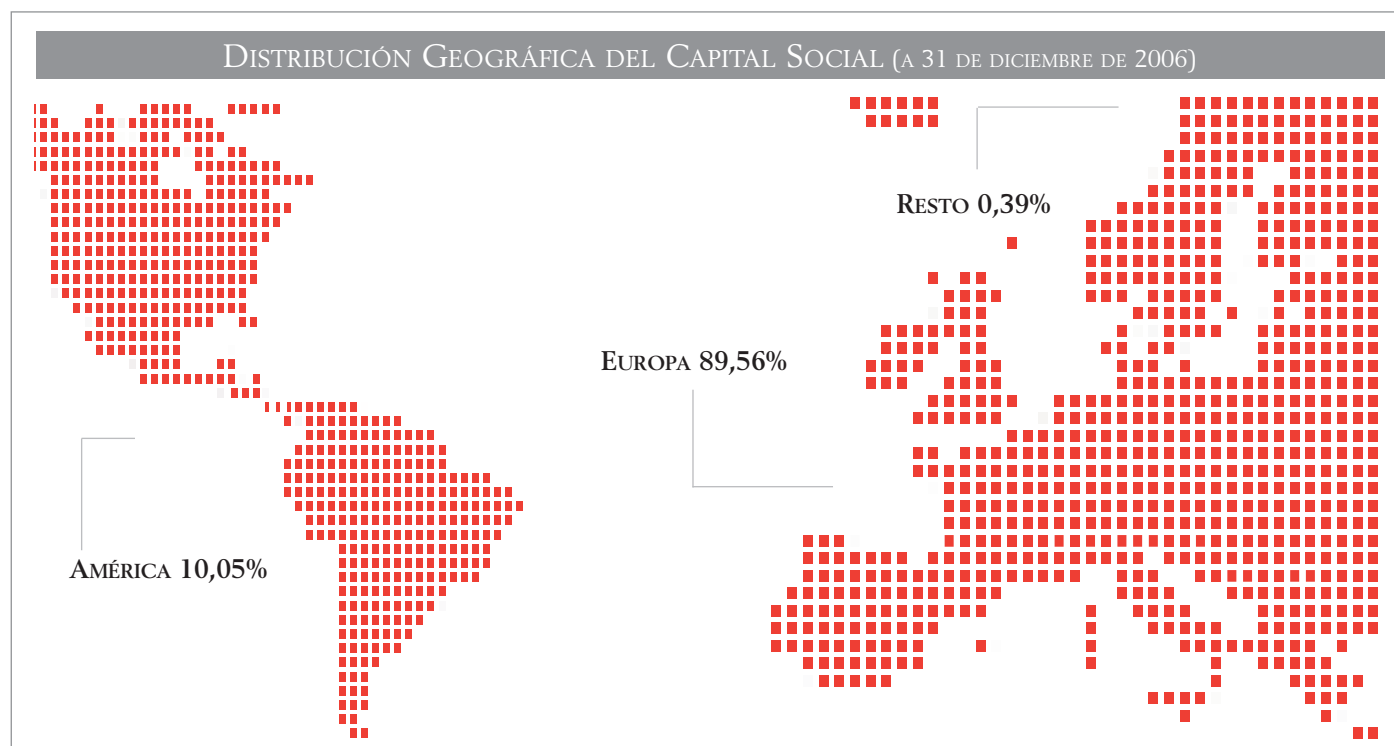 Distribución Geográfica del Capital Social (a 31 de diciembre de 2006)
Resto 0,39%
Europa 89,56%
América 10,05%